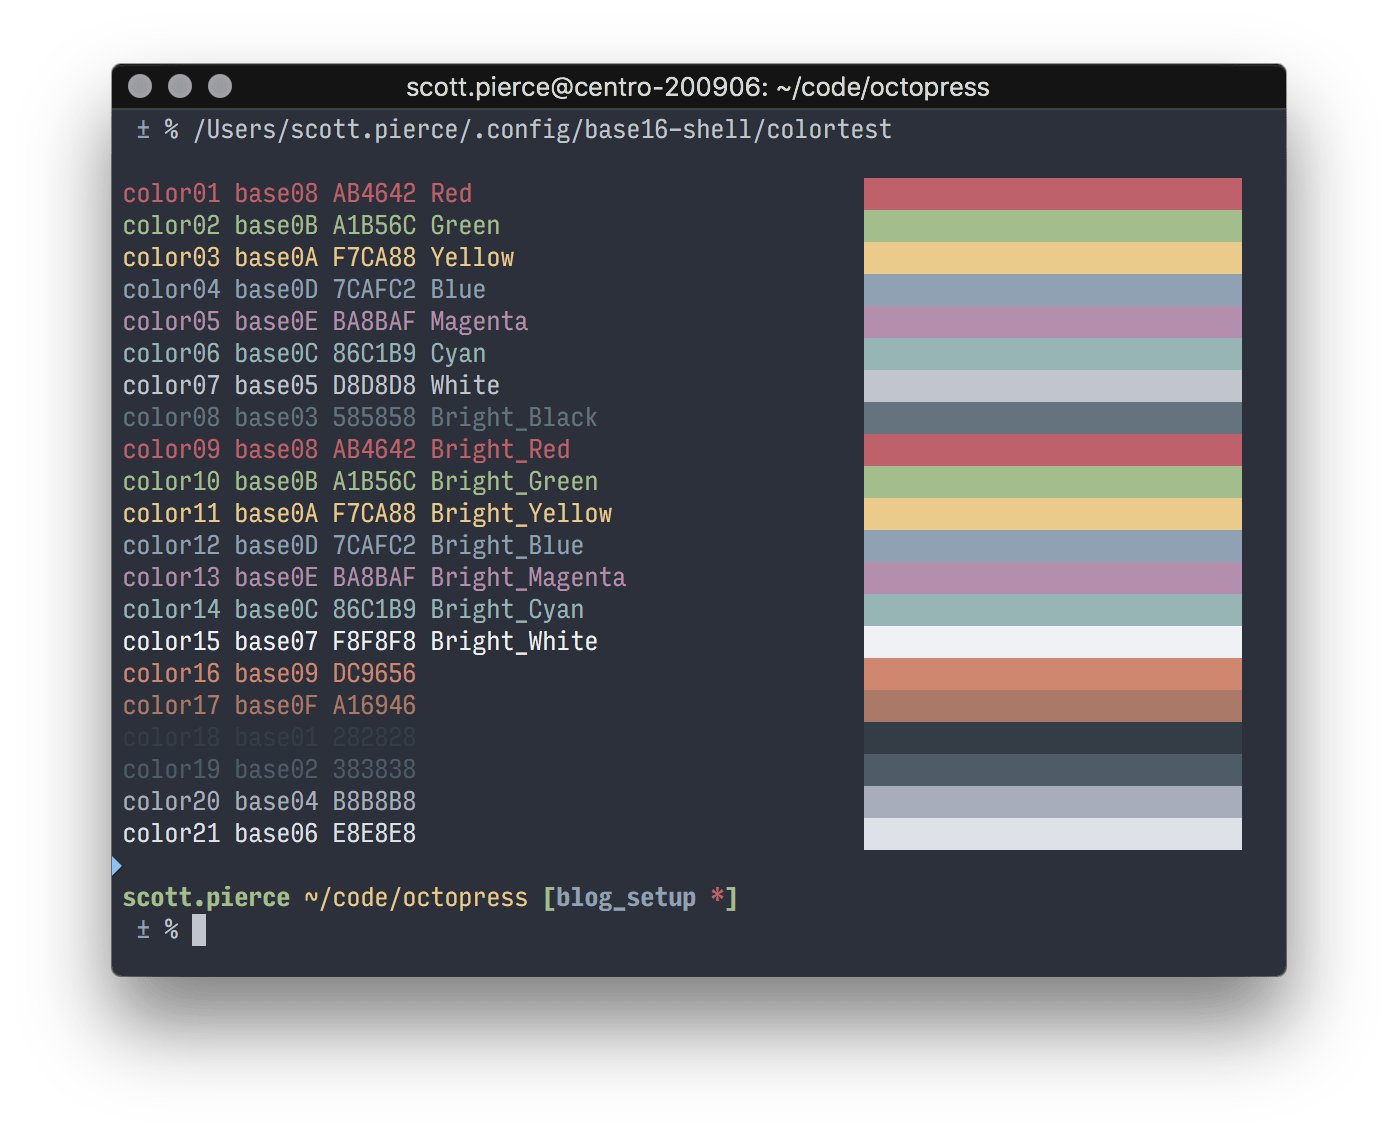 scott.pierce@centro-200906: ~/code/octopress
± % /Users/scott.pierce/.config/base16-shell/colortest
color01 base08 AB4642 Red
color02 base0B A1B56C Green
color03 base0A F7CA88 Yellow
color04 base0D 7CAFC2 Blue
color05 base0E BA8BAF Magenta
color06 base0C 86C1B9 Cyan
color07 base05 D8D8D8 White
color08 base03 585858 Bright_Black
color09 base08 AB4642 Bright_Red
color10 base0B A1B56C Bright_Green
color11 base0A F7CA88 Bright_Yellow
color12 base0D 7CAFC2 Bright_Blue
color13 base0E BA8BAF Bright_Magenta
color14 base0C 86C1B9 Bright_Cyan
color15 base07 F8F8F8 Bright_White
color16 base09 DC9656
color17 base0F A16946
color18 base01 282828
color19 base02 383838
color20 base04 B8B8B8
color21 base06 E8E8E8
scott.pierce ~/code/octopress [blog_setup *]
± %